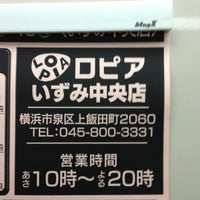 MagX
LOPIA ロピア
いずみ中央店
横浜市泉区上飯田町2060
TEL:045-800-3331
営業時間
あさ10時〜よる20時